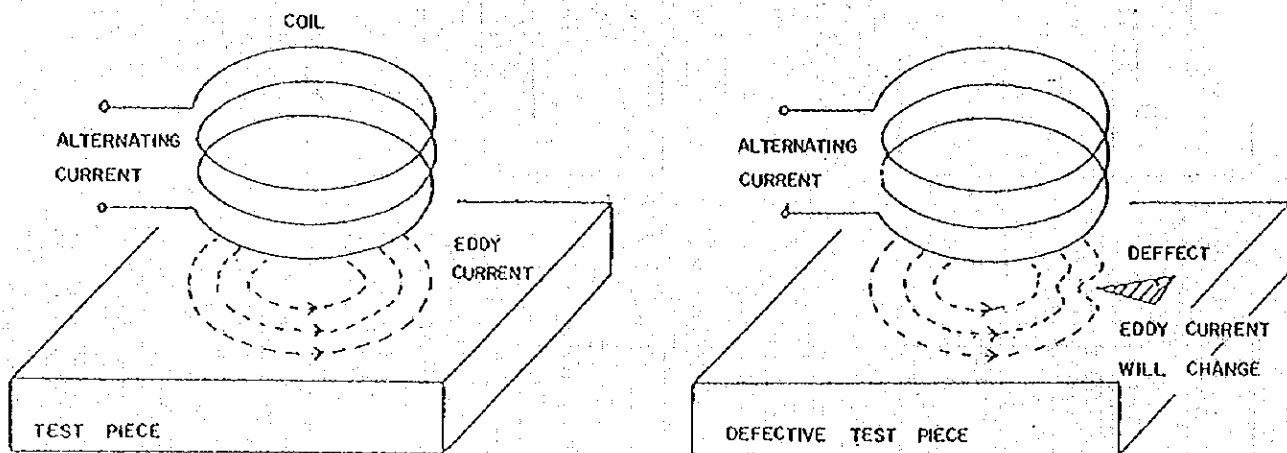 COIL
ALTERNATING
CURRENT
EDDY
CURRENT
TEST PIECE
ALTERNATING
CURRENT
DEFFECT
EDDY CURRENT
WILL CHANGE
DEFECTIVE TEST PIECE